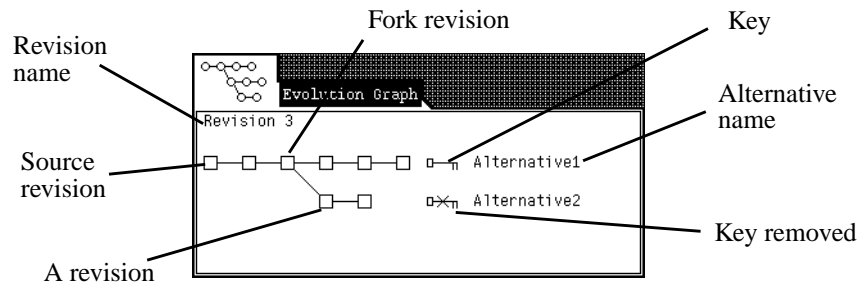 Fork revision
Key
Revision
name
Evolution Graph
Alternative
name
Revision 3
Source
revision
Alternative1
Alternative2
Key removed
A revision